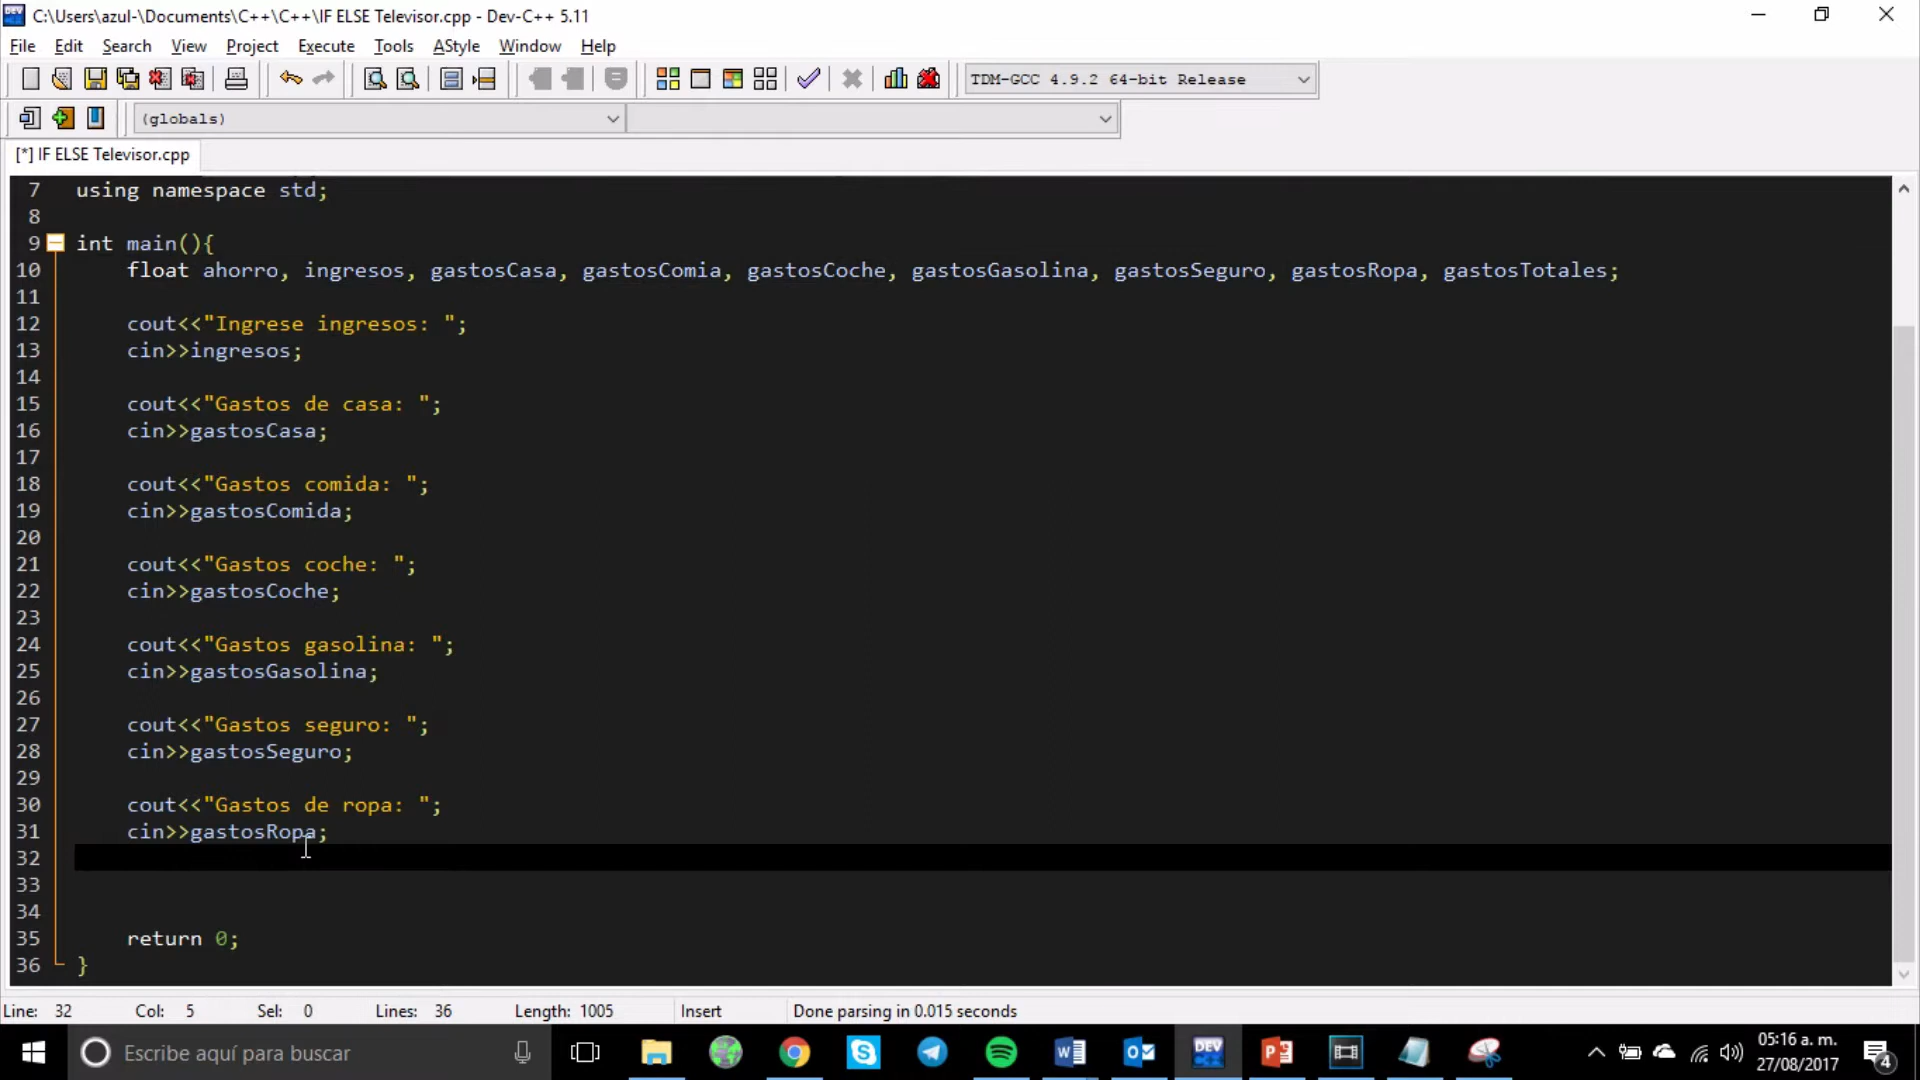 C:\Users\azul-\Documents\C++\C++\IF ELSE Televisor.cpp - Dev-C++ 5.11
File Edit Search View Project Execute Tools AStyle Window Help
TDM-GCC 4.9.2 64-bit Release
(globals)
[*] IF ELSE Televisor.cpp
7 using namespace std;
8
9 int main(){
10 float ahorro, ingresos, gastosCasa, gastosComia, gastosCoche, gastosGasolina, gastosSeguro, gastosRopa, gastosTotales;
11
12 cout<<"Ingrese ingresos: ";
13 cin>>ingresos;
14
15 cout<<"Gastos de casa: ";
16 cin>>gastosCasa;
17
18 cout<<"Gastos comida: ";
19 cin>>gastosComida;
20
21 cout<<"Gastos coche: ";
22 cin>>gastosCoche;
23
24 cout<<"Gastos gasolina: ";
25 cin>>gastosGasolina;
26
27 cout<<"Gastos seguro: ";
28 cin>>gastosSeguro;
29
30 cout<<"Gastos de ropa: ";
31 cin>>gastosRopa;
32
33
34
35 return 0;
36 }
Line: 32 Col: 5 Sel: 0 Lines: 36 Length: 1005 Insert Done parsing in 0.015 seconds
Escribe aquí para buscar
DEV
05:16 a. m.
27/08/2017
4